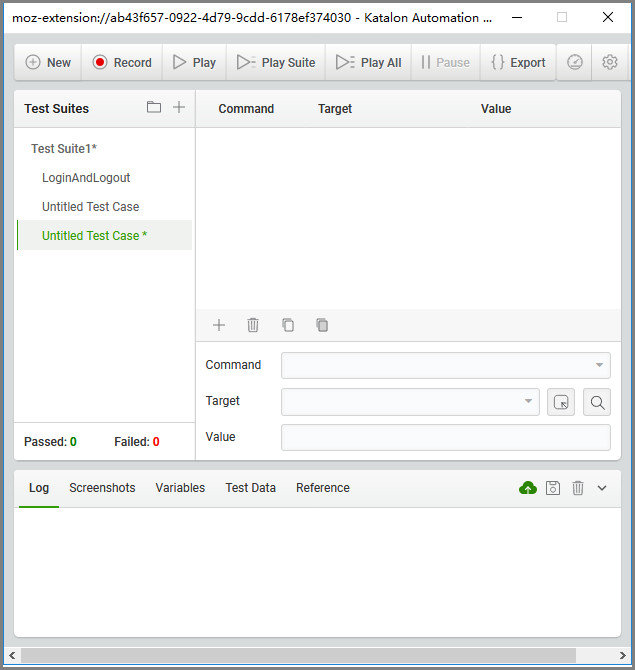 moz-extension://ab43f657-0922-4d79-9cdd-6178ef374030 - Katalon Automation ...
New Record Play Play Suite Play All Pause Export
Test Suites
Command Target Value
Test Suite1*
LoginAndLogout
Untitled Test Case
Untitled Test Case *
Command
Target
Value
Passed: 0 Failed: 0
Log Screenshots Variables Test Data Reference